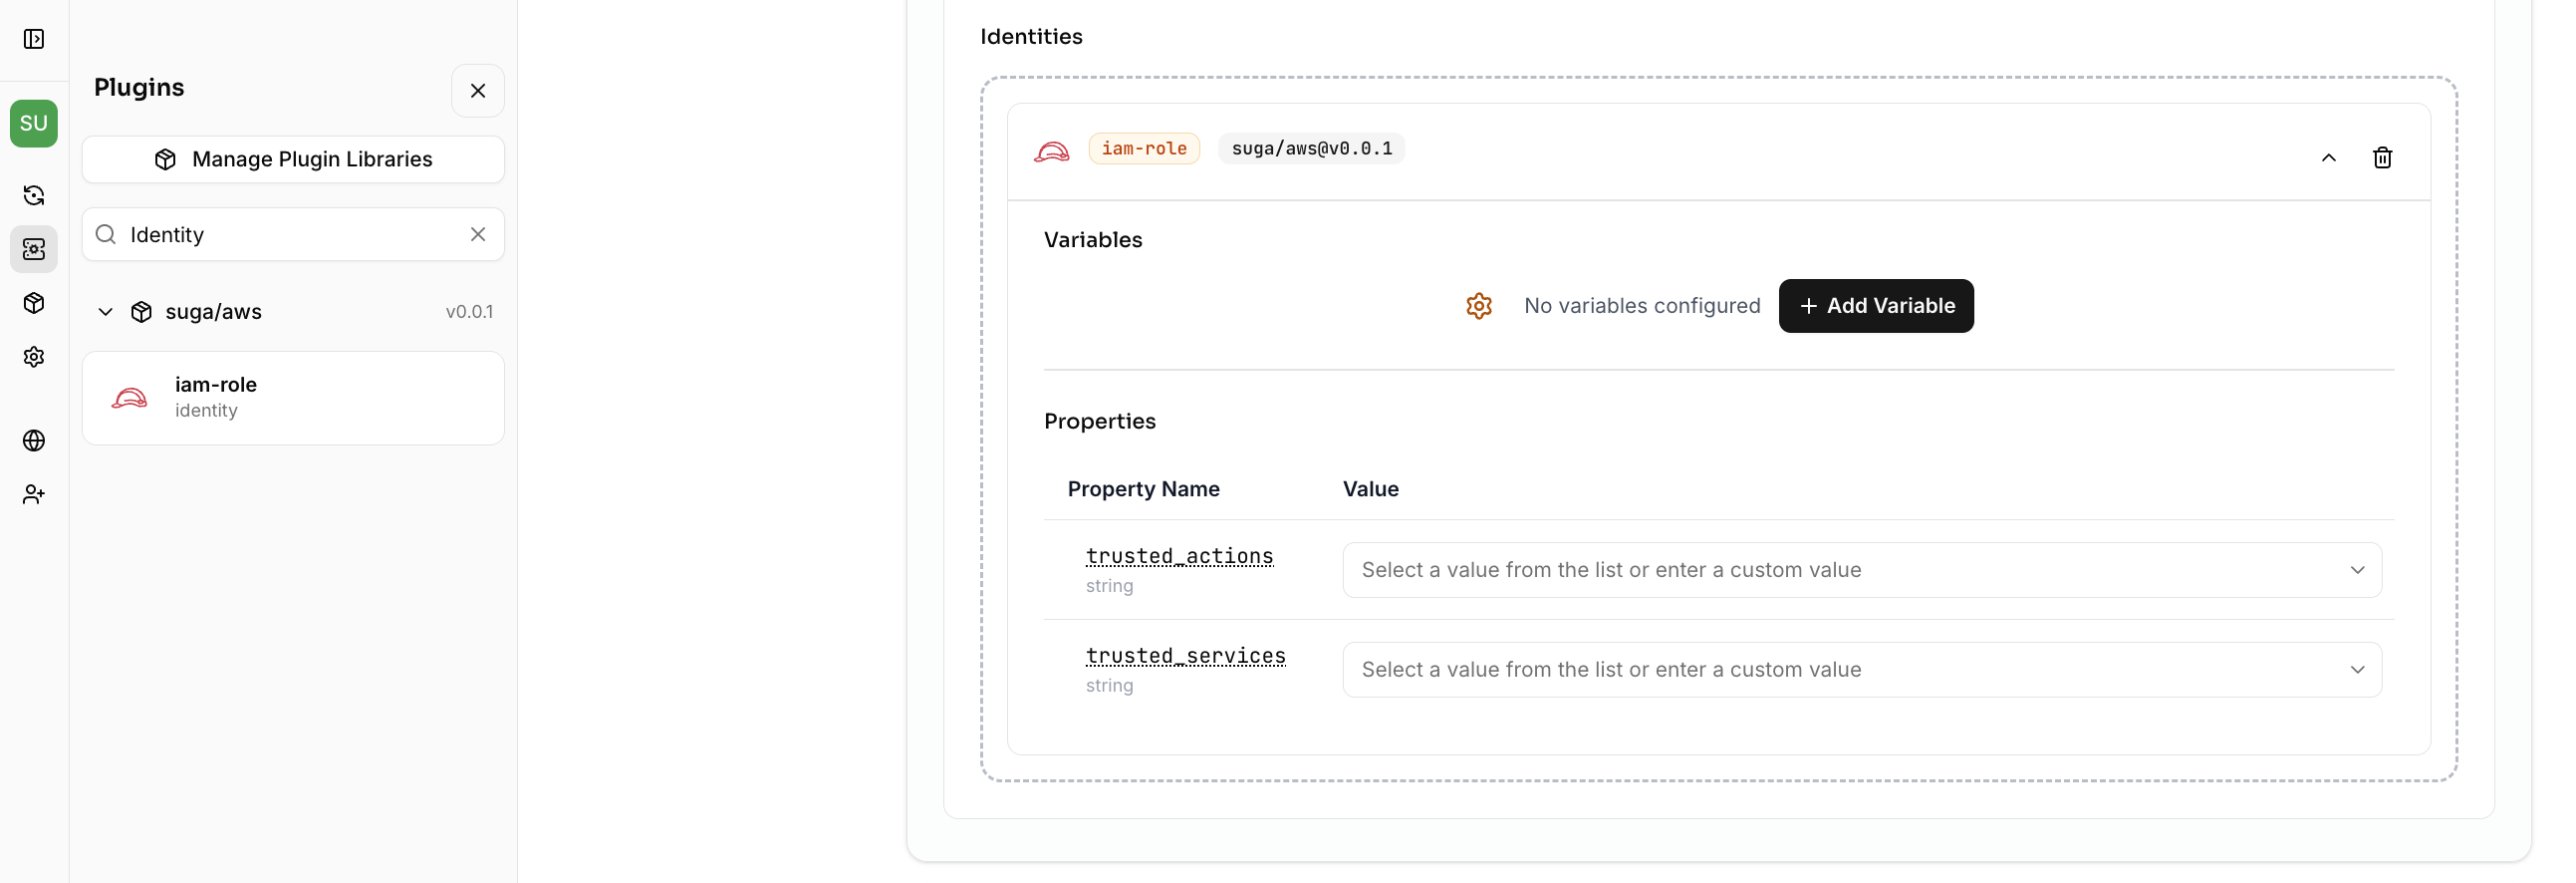 SU
Plugins
Manage Plugin Libraries
Identity
suga/aws v0.0.1
iam-role
identity
Identities
iam-role suga/aws@v0.0.1
Variables
No variables configured + Add Variable
Properties
Property Name Value
trusted_actions
string
Select a value from the list or enter a custom value
trusted_services
string
Select a value from the list or enter a custom value